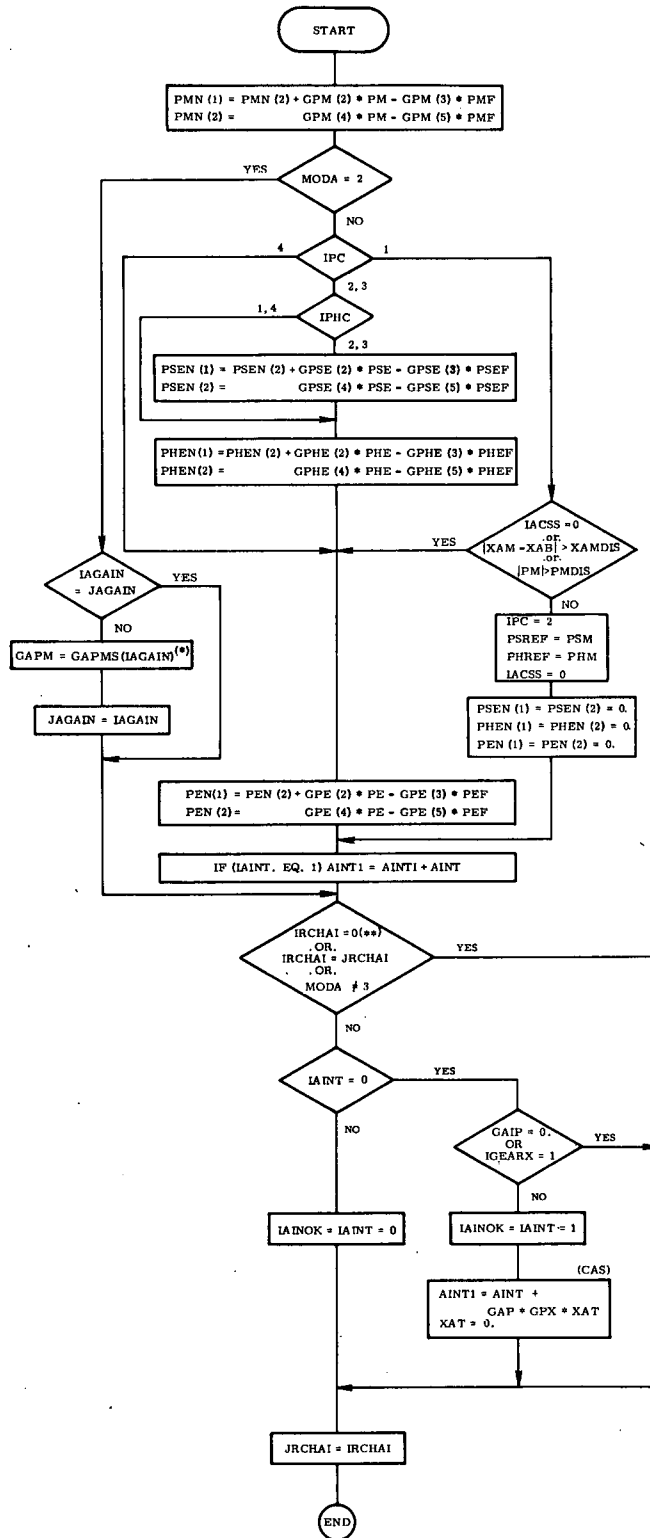 START
PMN (1) = PMN (2) + GPM (2) * PM - GPM (3) * PMF
PMN (2) = GPM (4) * PM - GPM (5) * PMF
YES
MODA = 2
NO
4
IPC
1
2, 3
1, 4
IPHC
2, 3
PSEN (1) = PSEN (2) + GPSE (2) * PSE - GPSE (3) * PSEF
PSEN (2) = GPSE (4) * PSE - GPSE (5) * PSEF
PHEN(1) = PHEN (2) + GPHE (2) * PHE - GPHE (3) * PHEF
PHEN(2) = GPHE (4) * PHE - GPHE (5) * PHEF
IACSS = 0
.or.
|XAM - XAB| > XAMDIS
.or.
|PM| > PMDIS
YES
NO
IAGAIN
= JAGAIN
YES
NO
GAPM = GAPMS(IAGAIN)(*)
JAGAIN = IAGAIN
IPC = 2
PSREF = PSM
PHREF = PHM
IACSS = 0
PSEN (1) = PSEN (2) = 0.
PHEN (1) = PHEN (2) = 0.
PEN (1) = PEN (2) = 0.
PEN(1) = PEN (2) + GPE (2) * PE - GPE (3) * PEF
PEN (2) = GPE (4) * PE - GPE (5) * PEF
IF (IAINT. EQ. 1) AINT1 = AINT1 + AINT
IRCHAI = 0(**)
. OR.
IRCHAI = JRCHAI
. OR.
MODA ≠ 3
YES
NO
IAINT = 0
YES
NO
GAIP = 0.
OR
IGEARX = 1
YES
NO
IAINOK = IAINT = 0
IAINOK = IAINT = 1
(CAS)
AINT1 = AINT +
GAP * GPX * XAT
XAT = 0.
JRCHAI = IRCHAI
END